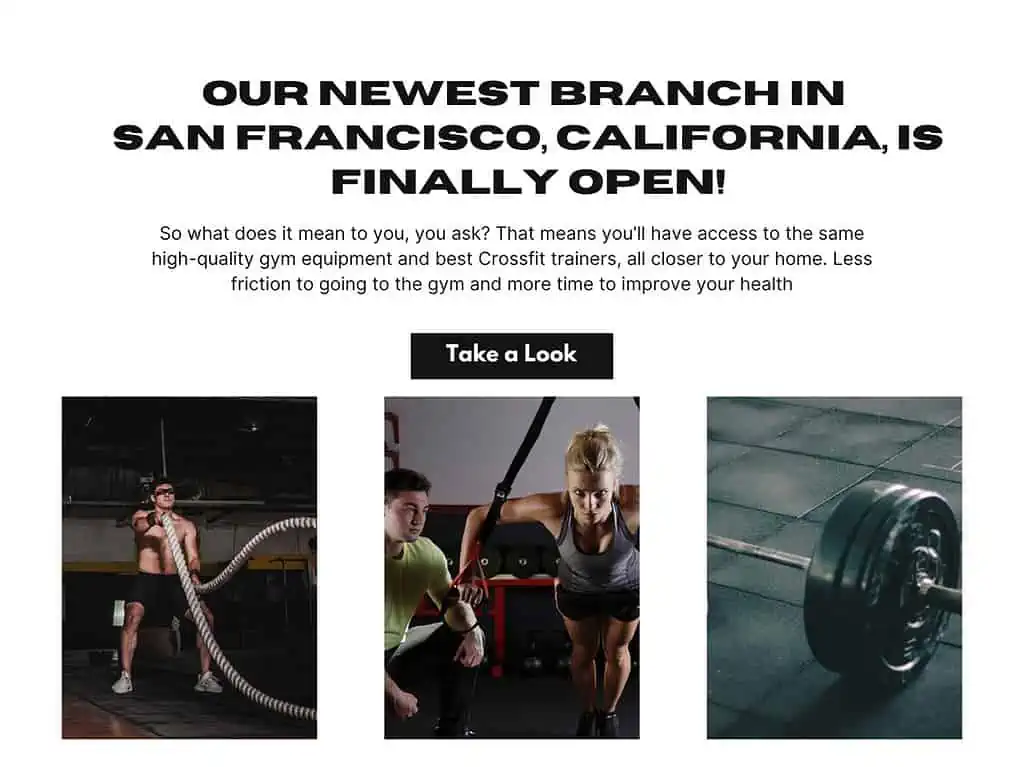 OUR NEWEST BRANCH IN
SAN FRANCISCO, CALIFORNIA, IS
FINALLY OPEN!
So what does it mean to you, you ask? That means you'll have access to the same
high-quality gym equipment and best Crossfit trainers, all closer to your home. Less
friction to going to the gym and more time to improve your health
Take a Look